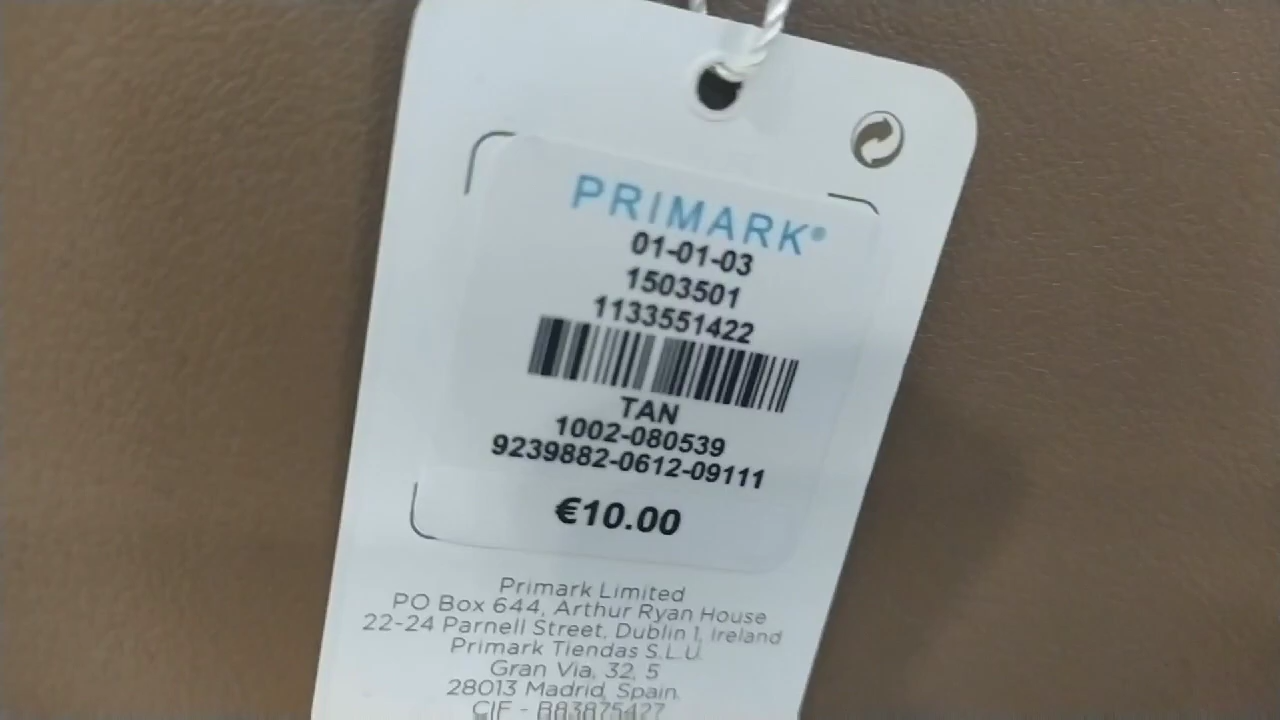 PRIMARK®
01-01-03
1503501
1133551422
TAN
1002-080539
9239882-0612-09111
€10.00
Primark Limited
PO Box 644, Arthur Ryan House
22-24 Parnell Street, Dublin 1, Ireland
Primark Tiendas S.L.U.
Gran Via, 32, 5
28013 Madrid, Spain.
CIF - B83875427